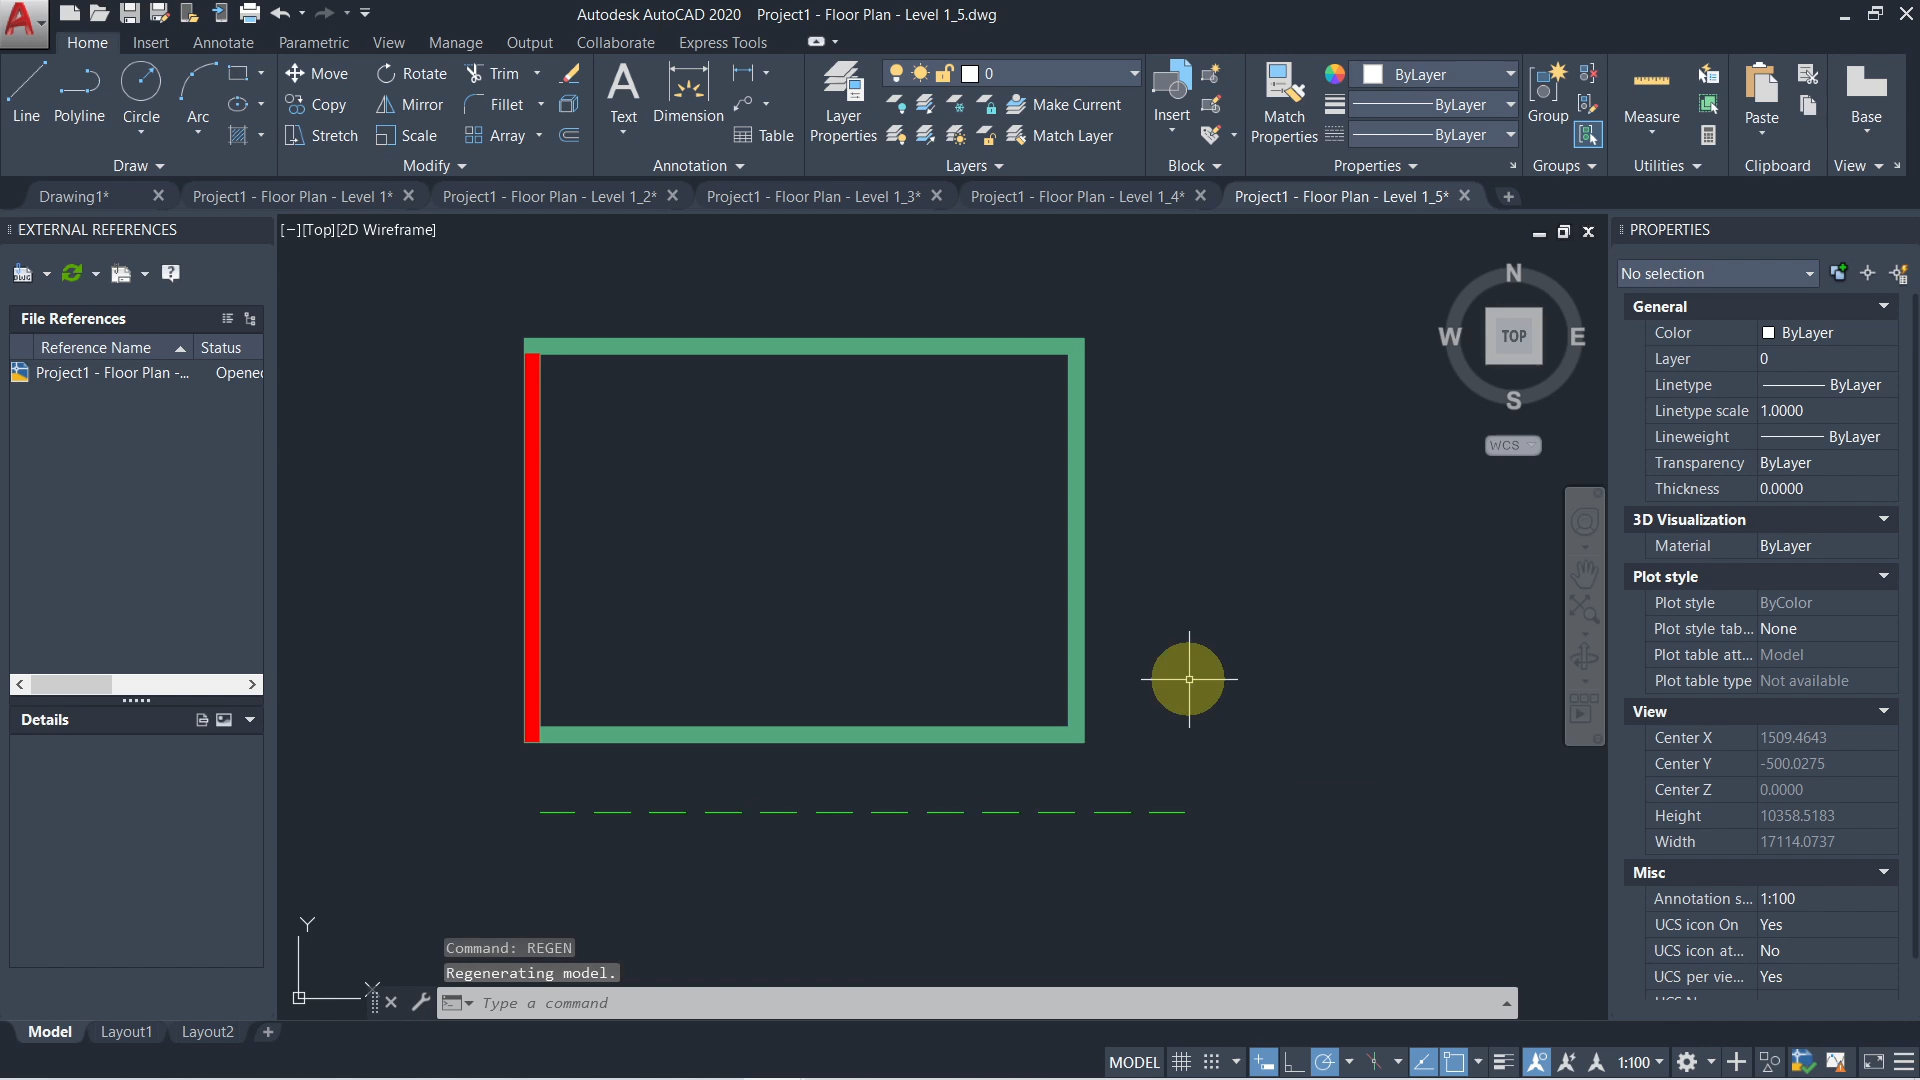 Autodesk AutoCAD 2020 Project1 - Floor Plan - Level 1_5.dwg
Home Insert Annotate Parametric View Manage Output Collaborate Express Tools
Line Polyline Circle Arc
Draw
Move Rotate Trim
Copy Mirror Fillet
Stretch Scale Array
Modify
Text Dimension Table
Annotation
Layer Properties
0
Make Current
Match Layer
Layers
Insert
Block
Match Properties
ByLayer
ByLayer
ByLayer
Properties
Group
Groups
Measure
Utilities
Paste
Clipboard
Base
View
Drawing1* Project1 - Floor Plan - Level 1* Project1 - Floor Plan - Level 1_2* Project1 - Floor Plan - Level 1_3* Project1 - Floor Plan - Level 1_4* Project1 - Floor Plan - Level 1_5*
EXTERNAL REFERENCES
DWG
File References
Reference Name Status
Project1 - Floor Plan -... Opened
Details
[−][Top][2D Wireframe]
N
W TOP E
S
WCS
Y
X
Command: REGEN
Regenerating model.
Type a command
PROPERTIES
No selection
General
Color ByLayer
Layer 0
Linetype ByLayer
Linetype scale 1.0000
Lineweight ByLayer
Transparency ByLayer
Thickness 0.0000
3D Visualization
Material ByLayer
Plot style
Plot style ByColor
Plot style tab... None
Plot table att... Model
Plot table type Not available
View
Center X 1509.4643
Center Y -500.0275
Center Z 0.0000
Height 10358.5183
Width 17114.0737
Misc
Annotation s... 1:100
UCS icon On Yes
UCS icon at... No
UCS per vie... Yes
Model Layout1 Layout2
MODEL 1:100